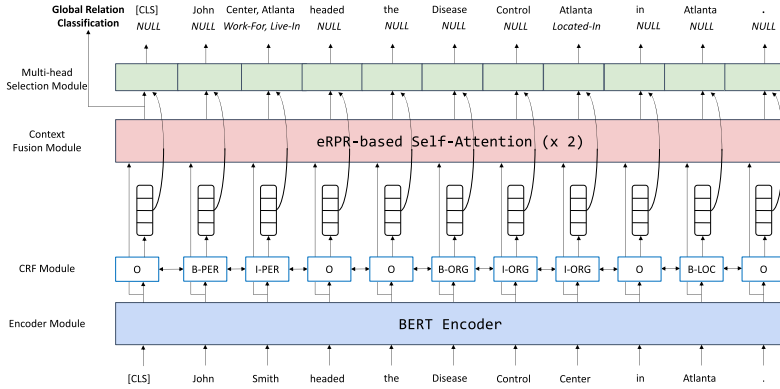 Global Relation
Classification
[CLS] John Center, Atlanta headed the Disease Control Atlanta in Atlanta .
NULL NULL Work-For, Live-In NULL NULL NULL NULL Located-In NULL NULL NULL
Multi-head
Selection Module
Context
Fusion Module
eRPR-based Self-Attention (x 2)
CRF Module
O B-PER I-PER O O B-ORG I-ORG I-ORG O B-LOC O
Encoder Module
BERT Encoder
[CLS] John Smith headed the Disease Control Center in Atlanta .